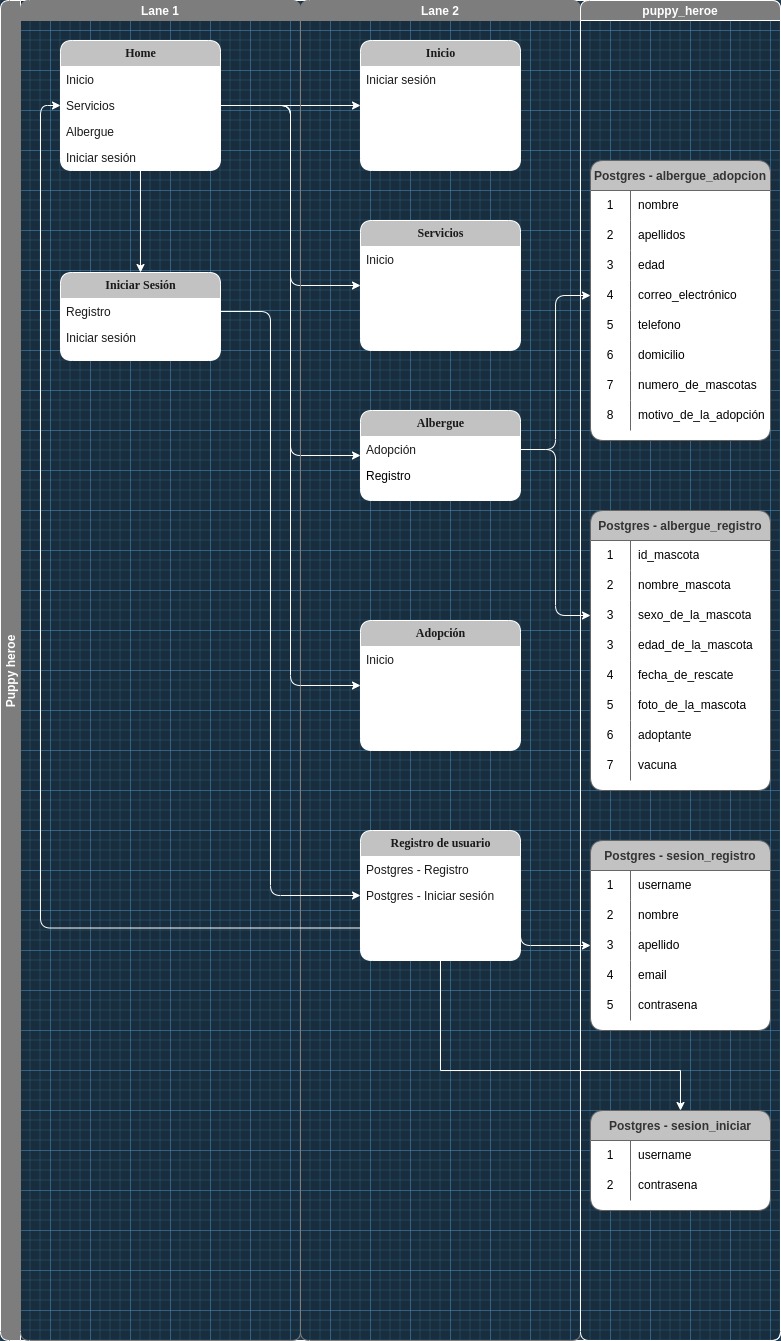 Lane 1
Lane 2
puppy_heroe
Puppy heroe
Home
Inicio
Servicios
Albergue
Iniciar sesión
Iniciar Sesión
Registro
Iniciar sesión
Inicio
Iniciar sesión
Servicios
Inicio
Albergue
Adopción
Registro
Adopción
Inicio
Registro de usuario
Postgres - Registro
Postgres - Iniciar sesión
Postgres - albergue_adopcion
1 nombre
2 apellidos
3 edad
4 correo_electrónico
5 telefono
6 domicilio
7 numero_de_mascotas
8 motivo_de_la_adopción
Postgres - albergue_registro
1 id_mascota
2 nombre_mascota
3 sexo_de_la_mascota
3 edad_de_la_mascota
4 fecha_de_rescate
5 foto_de_la_mascota
6 adoptante
7 vacuna
Postgres - sesion_registro
1 username
2 nombre
3 apellido
4 email
5 contrasena
Postgres - sesion_iniciar
1 username
2 contrasena